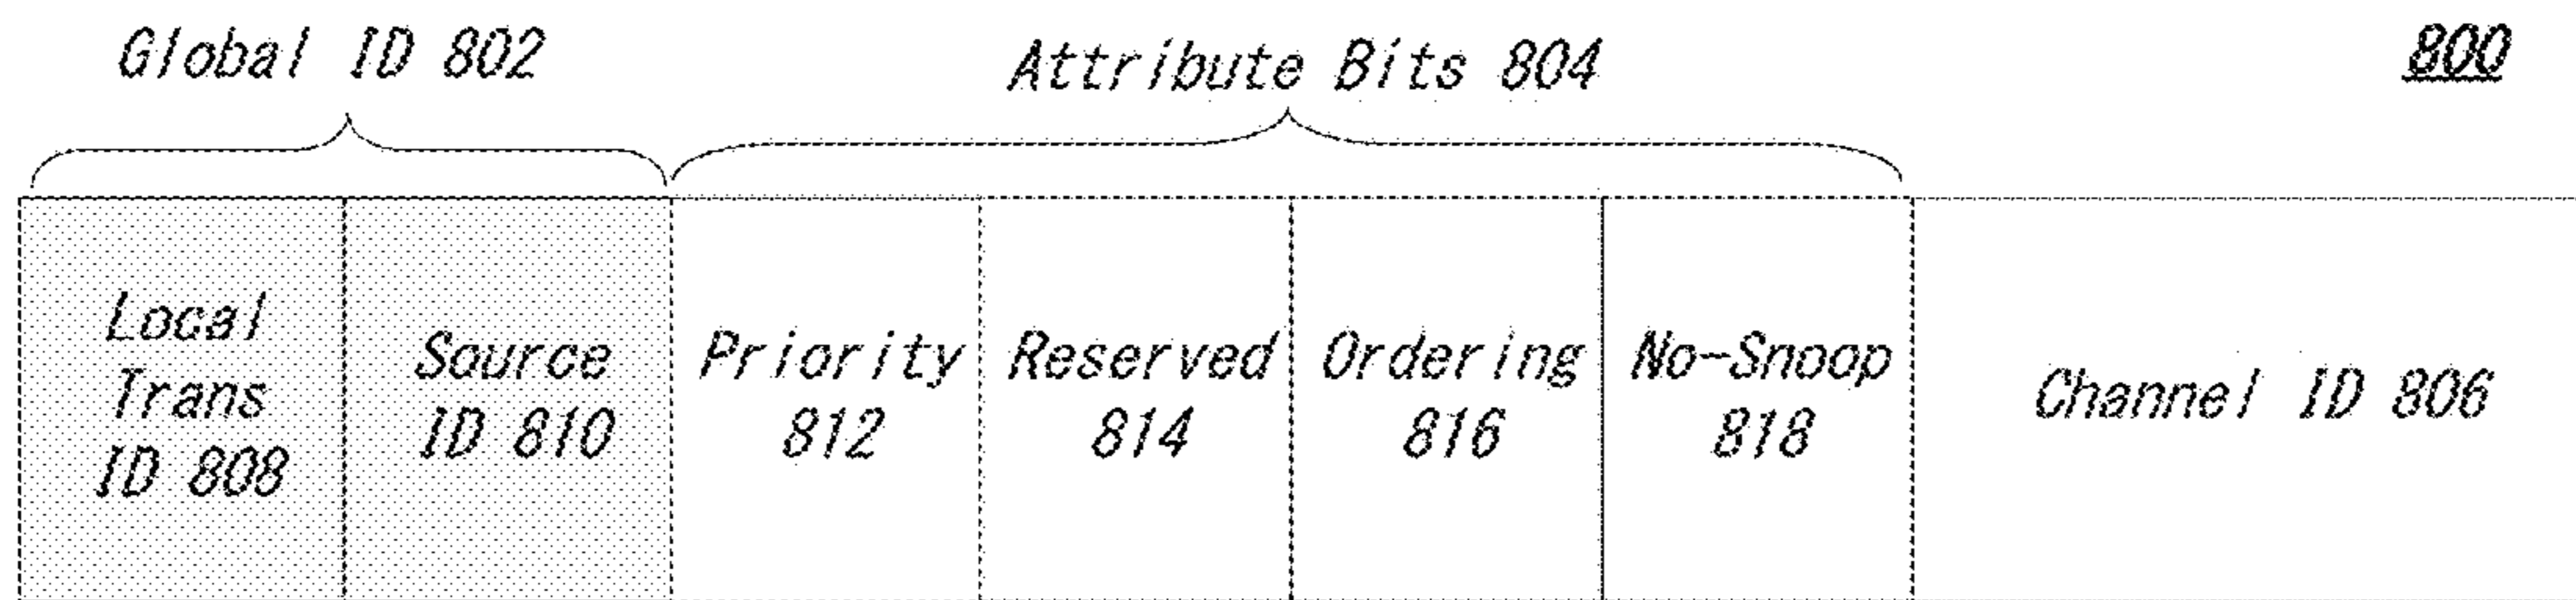 Global ID 802
Attribute Bits 804
800
Local
Trans
ID 808
Source
ID 810
Priority
812
Reserved
814
Ordering
816
No-Snoop
818
Channel ID 806